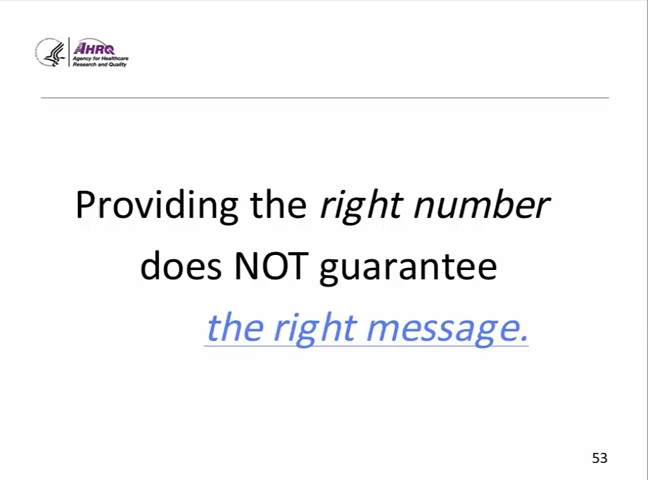 AHRQ
Agency for Healthcare
Research and Quality
Providing the right number
does NOT guarantee
the right message.
53